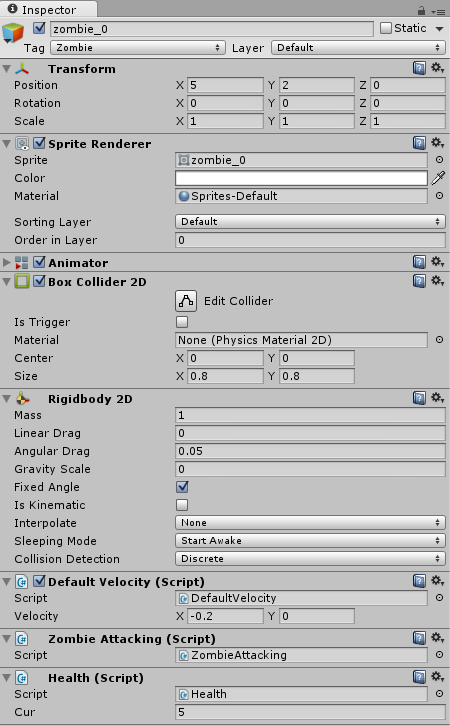 Inspector
zombie_0 Static
Tag Zombie Layer Default
Transform
Position X 5 Y 2 Z 0
Rotation X 0 Y 0 Z 0
Scale X 1 Y 1 Z 1
Sprite Renderer
Sprite zombie_0
Color
Material Sprites-Default
Sorting Layer Default
Order in Layer 0
Animator
Box Collider 2D
Edit Collider
Is Trigger
Material None (Physics Material 2D)
Center X 0 Y 0
Size X 0.8 Y 0.8
Rigidbody 2D
Mass 1
Linear Drag 0
Angular Drag 0.05
Gravity Scale 0
Fixed Angle
Is Kinematic
Interpolate None
Sleeping Mode Start Awake
Collision Detection Discrete
Default Velocity (Script)
Script DefaultVelocity
Velocity X -0.2 Y 0
Zombie Attacking (Script)
Script ZombieAttacking
Health (Script)
Script Health
Cur 5